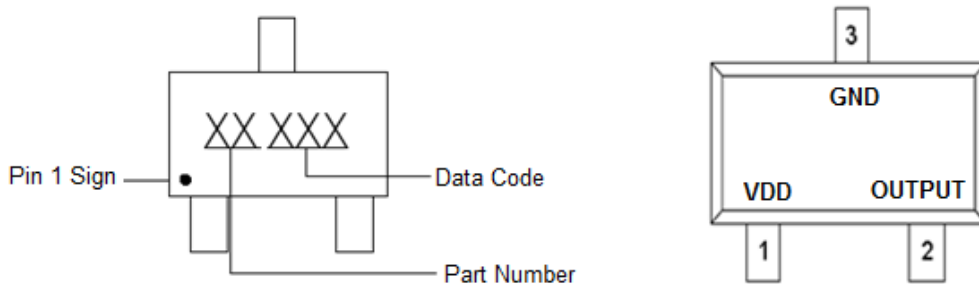 XX XXX
Pin 1 Sign
Data Code
Part Number
3
GND
VDD OUTPUT
1 2